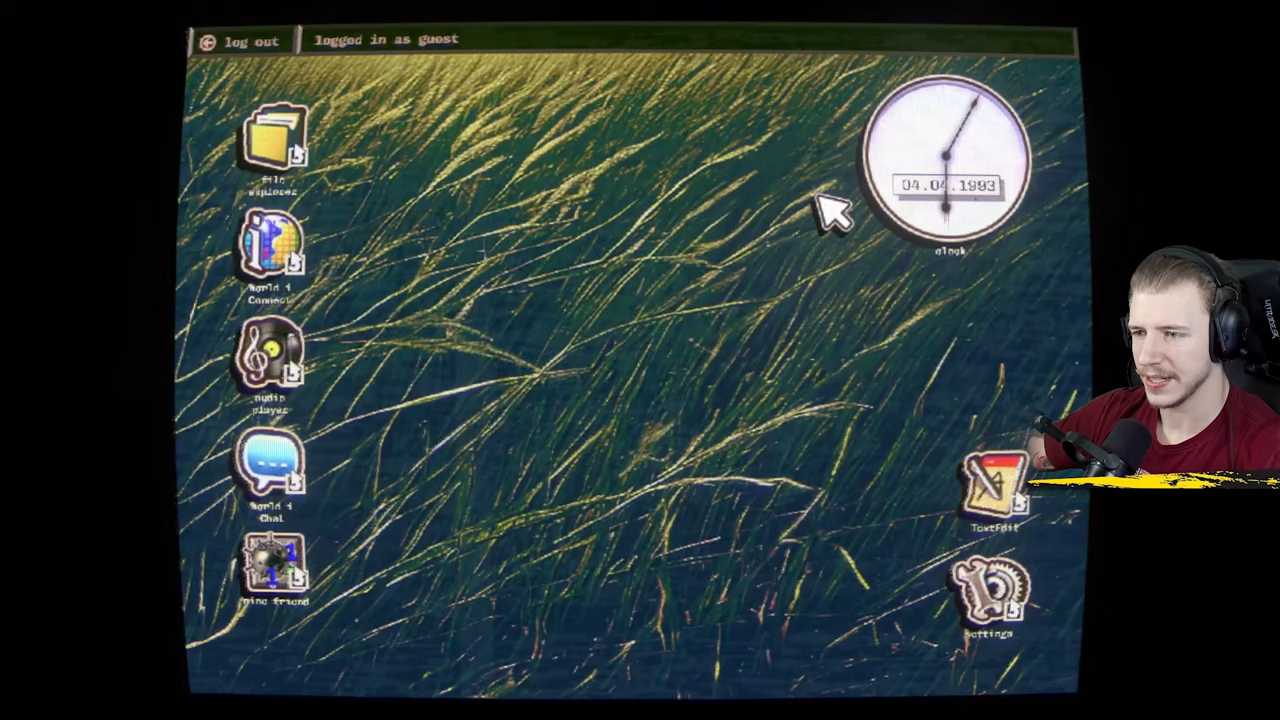 log out
logged in as guest
file
explorer
World i
Connect
audio
player
World i
Chat
mine friend
04.04.1993
clock
TextEdit
settings